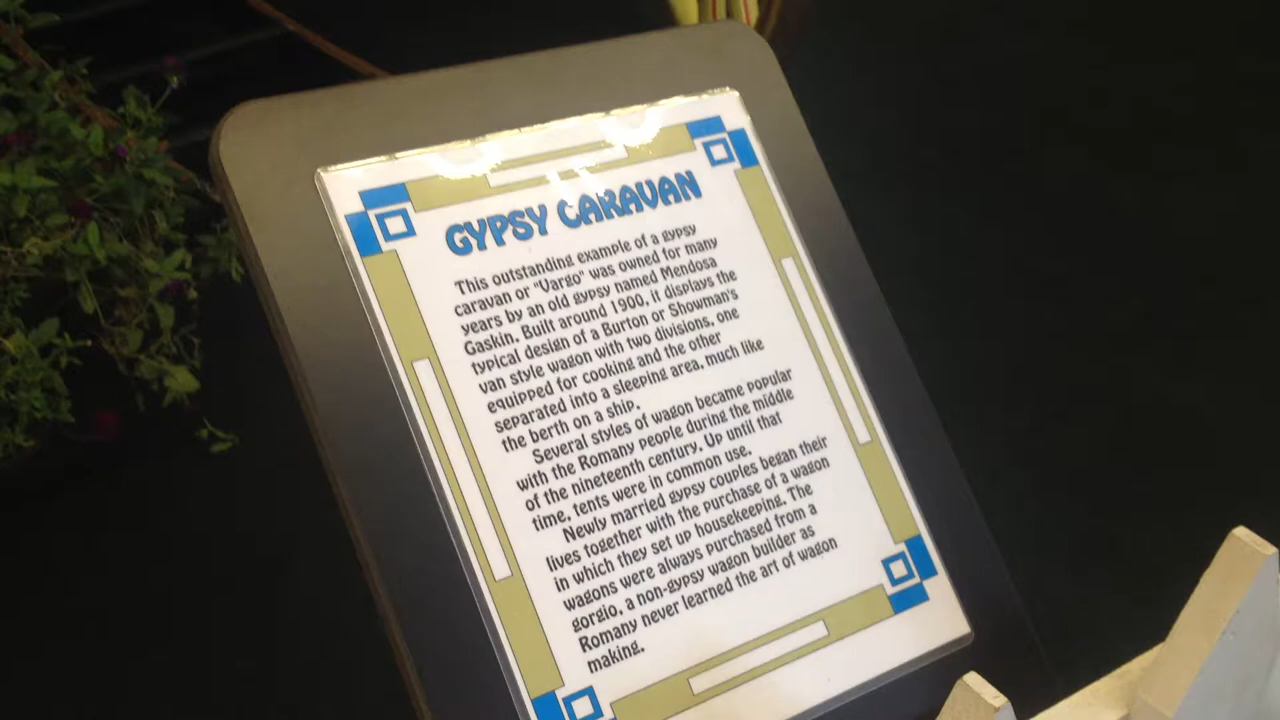 GYPSY CARAVAN
This outstanding example of a gypsy
caravan or "Vargo" was owned for many
years by an old gypsy named Mendosa
Gaskin. Built around 1900, it displays the
typical design of a Burton or Showman's
van style wagon with two divisions, one
equipped for cooking and the other
separated into a sleeping area, much like
the berth on a ship.
Several styles of wagon became popular
with the Romany people during the middle
of the nineteenth century. Up until that
time, tents were in common use.
Newly married gypsy couples began their
lives together with the purchase of a wagon
in which they set up housekeeping. The
wagons were always purchased from a
gorgio, a non-gypsy wagon builder as
Romany never learned the art of wagon
making.